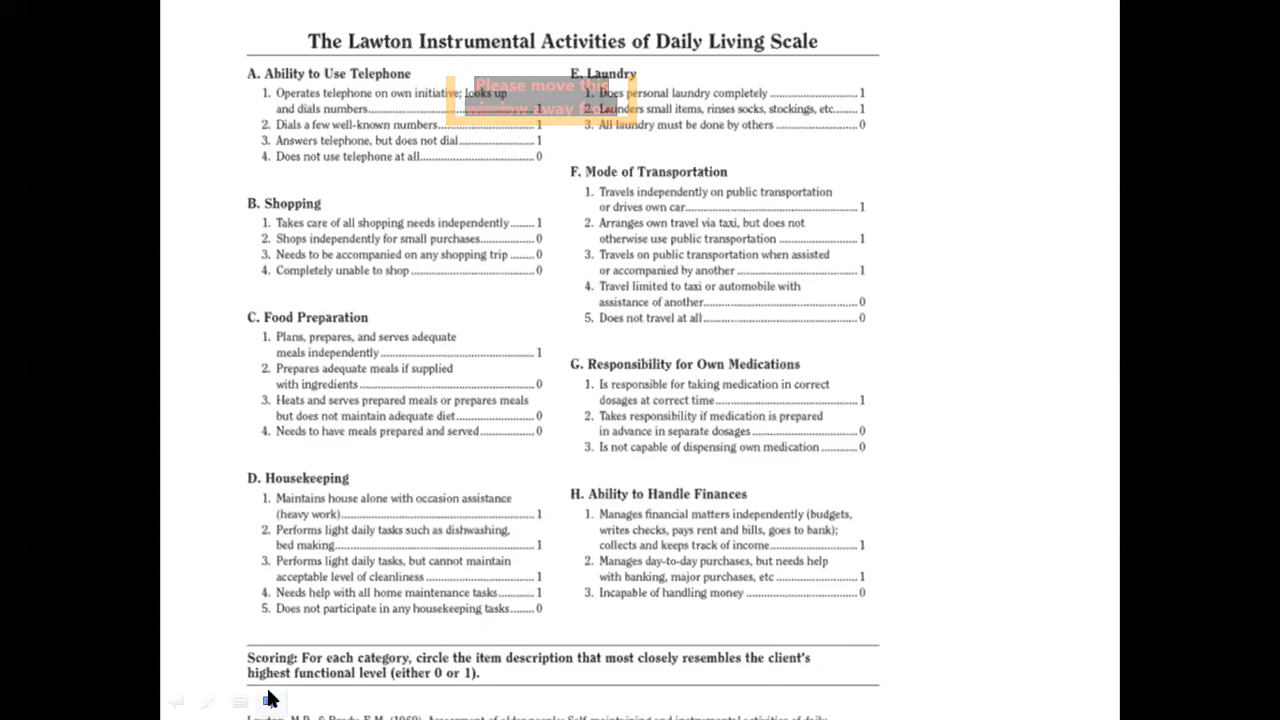 The Lawton Instrumental Activities of Daily Living Scale
A. Ability to Use Telephone
1. Operates telephone on own initiative; looks up
and dials numbers..........1
2. Dials a few well-known numbers..........1
3. Answers telephone, but does not dial..........1
4. Does not use telephone at all..........0
B. Shopping
1. Takes care of all shopping needs independently..........1
2. Shops independently for small purchases..........0
3. Needs to be accompanied on any shopping trip..........0
4. Completely unable to shop..........0
C. Food Preparation
1. Plans, prepares, and serves adequate
meals independently..........1
2. Prepares adequate meals if supplied
with ingredients..........0
3. Heats and serves prepared meals or prepares meals
but does not maintain adequate diet..........0
4. Needs to have meals prepared and served..........0
D. Housekeeping
1. Maintains house alone with occasion assistance
(heavy work)..........1
2. Performs light daily tasks such as dishwashing,
bed making..........1
3. Performs light daily tasks, but cannot maintain
acceptable level of cleanliness..........1
4. Needs help with all home maintenance tasks..........1
5. Does not participate in any housekeeping tasks..........0
Please move this
window away from
E. Laundry
1. Does personal laundry completely..........1
2. Launders small items, rinses socks, stockings, etc..........1
3. All laundry must be done by others..........0
F. Mode of Transportation
1. Travels independently on public transportation
or drives own car..........1
2. Arranges own travel via taxi, but does not
otherwise use public transportation..........1
3. Travels on public transportation when assisted
or accompanied by another..........1
4. Travel limited to taxi or automobile with
assistance of another..........0
5. Does not travel at all..........0
G. Responsibility for Own Medications
1. Is responsible for taking medication in correct
dosages at correct time..........1
2. Takes responsibility if medication is prepared
in advance in separate dosages..........0
3. Is not capable of dispensing own medication..........0
H. Ability to Handle Finances
1. Manages financial matters independently (budgets,
writes checks, pays rent and bills, goes to bank);
collects and keeps track of income..........1
2. Manages day-to-day purchases, but needs help
with banking, major purchases, etc..........1
3. Incapable of handling money..........0
Scoring: For each category, circle the item description that most closely resembles the client's
highest functional level (either 0 or 1).